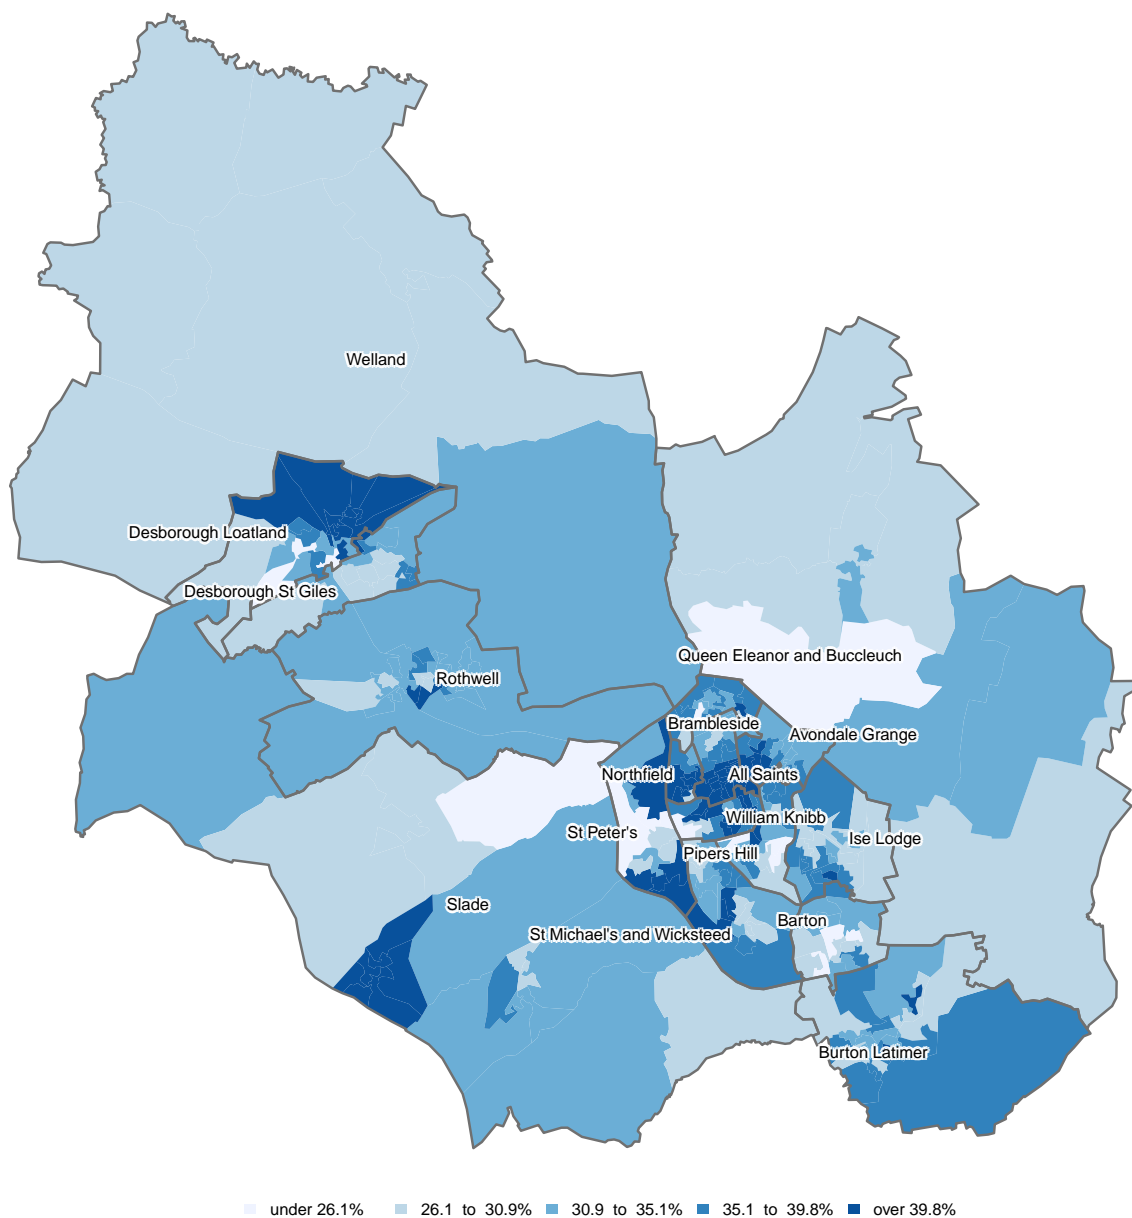 Welland
Desborough Loatland
Desborough St Giles
Queen Eleanor and Buccleuch
Rothwell
Brambleside
Avondale Grange
Northfield
All Saints
William Knibb
St Peter's
Ise Lodge
Pipers Hill
Slade
Barton
St Michael's and Wicksteed
Burton Latimer
under 26.1% 26.1 to 30.9% 30.9 to 35.1% 35.1 to 39.8% over 39.8%